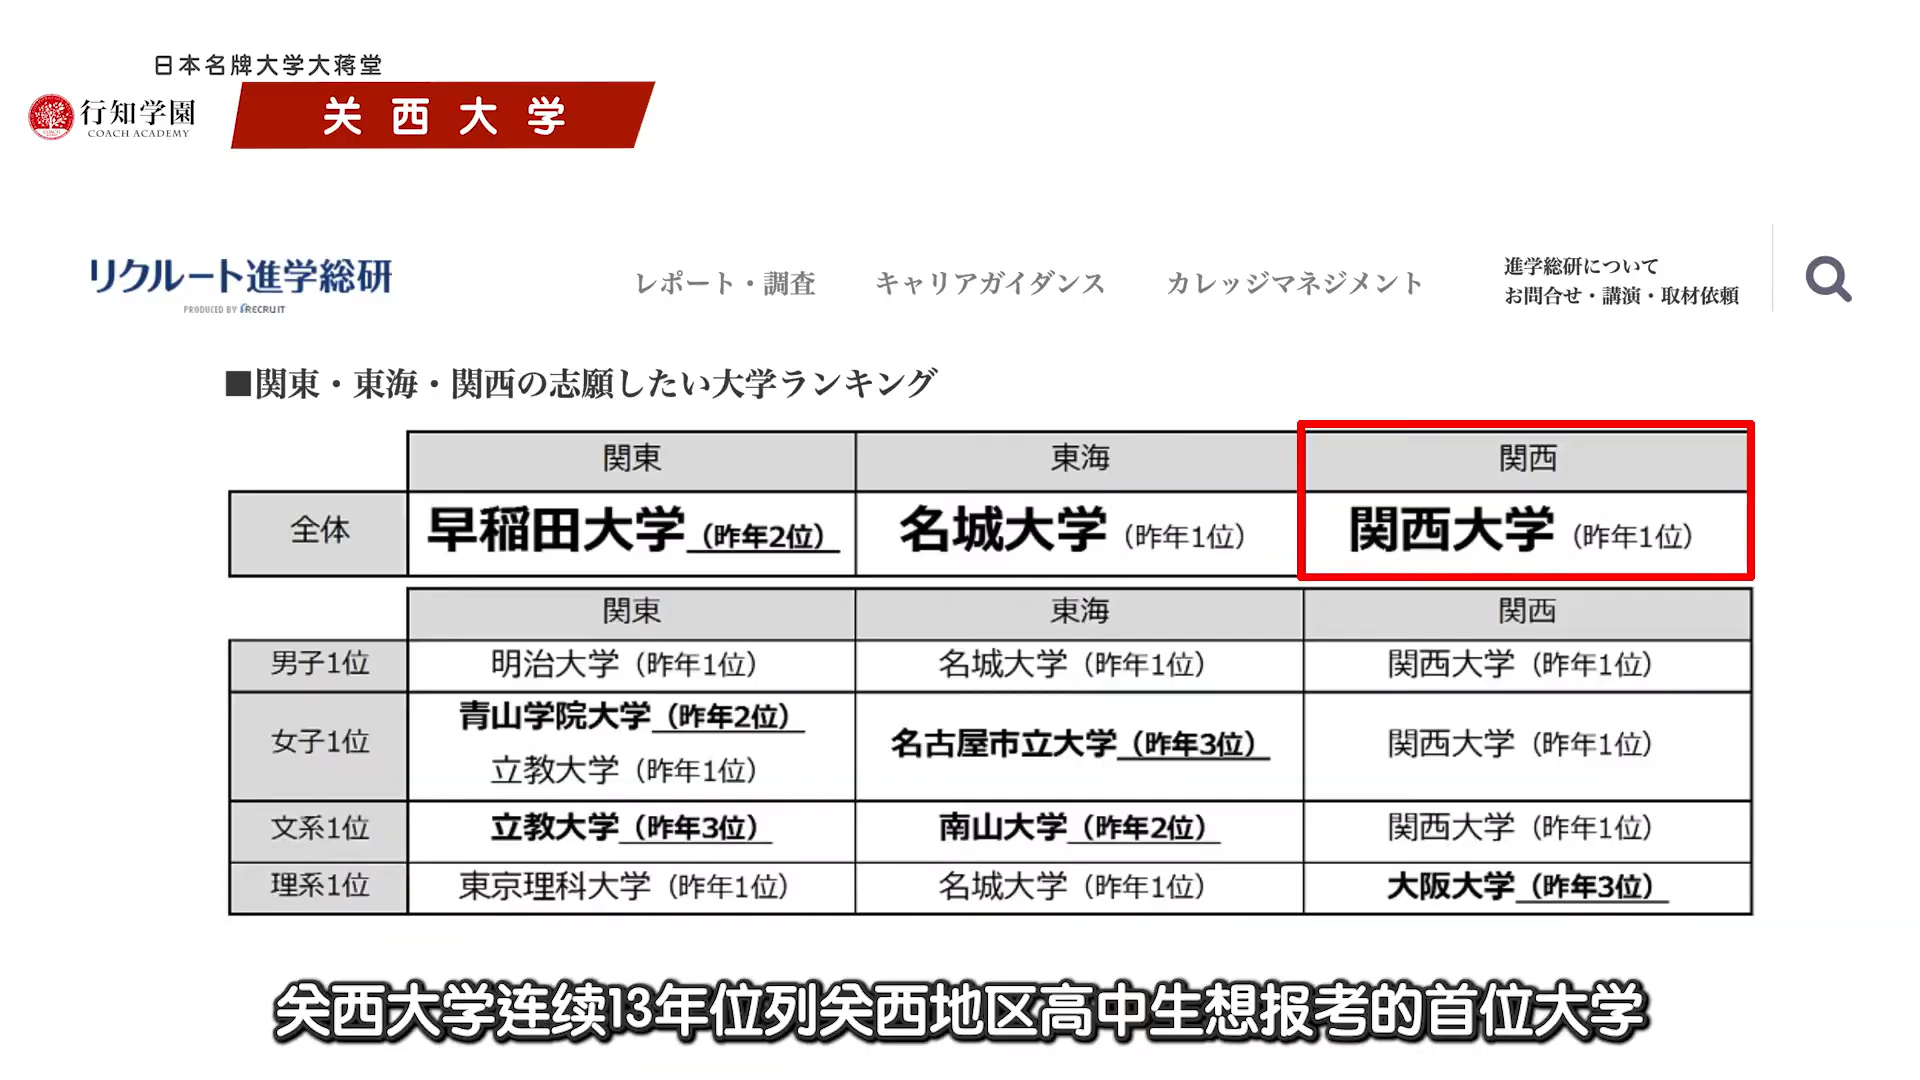 日本名牌大学大蒋堂
行知学園
COACH ACADEMY
关西大学
リクルート進学総研
PRODUCED BY RECRUIT
レポート・調査
キャリアガイダンス
カレッジマネジメント
進学総研について
お問合せ・講演・取材依頼
■関東・東海・関西の志願したい大学ランキング
関東 東海 関西
全体 早稲田大学（昨年2位） 名城大学（昨年1位） 関西大学（昨年1位）
関東 東海 関西
男子1位 明治大学（昨年1位） 名城大学（昨年1位） 関西大学（昨年1位）
女子1位 青山学院大学（昨年2位）
立教大学（昨年1位） 名古屋市立大学（昨年3位） 関西大学（昨年1位）
文系1位 立教大学（昨年3位） 南山大学（昨年2位） 関西大学（昨年1位）
理系1位 東京理科大学（昨年1位） 名城大学（昨年1位） 大阪大学（昨年3位）
关西大学连续13年位列关西地区高中生想报考的首位大学